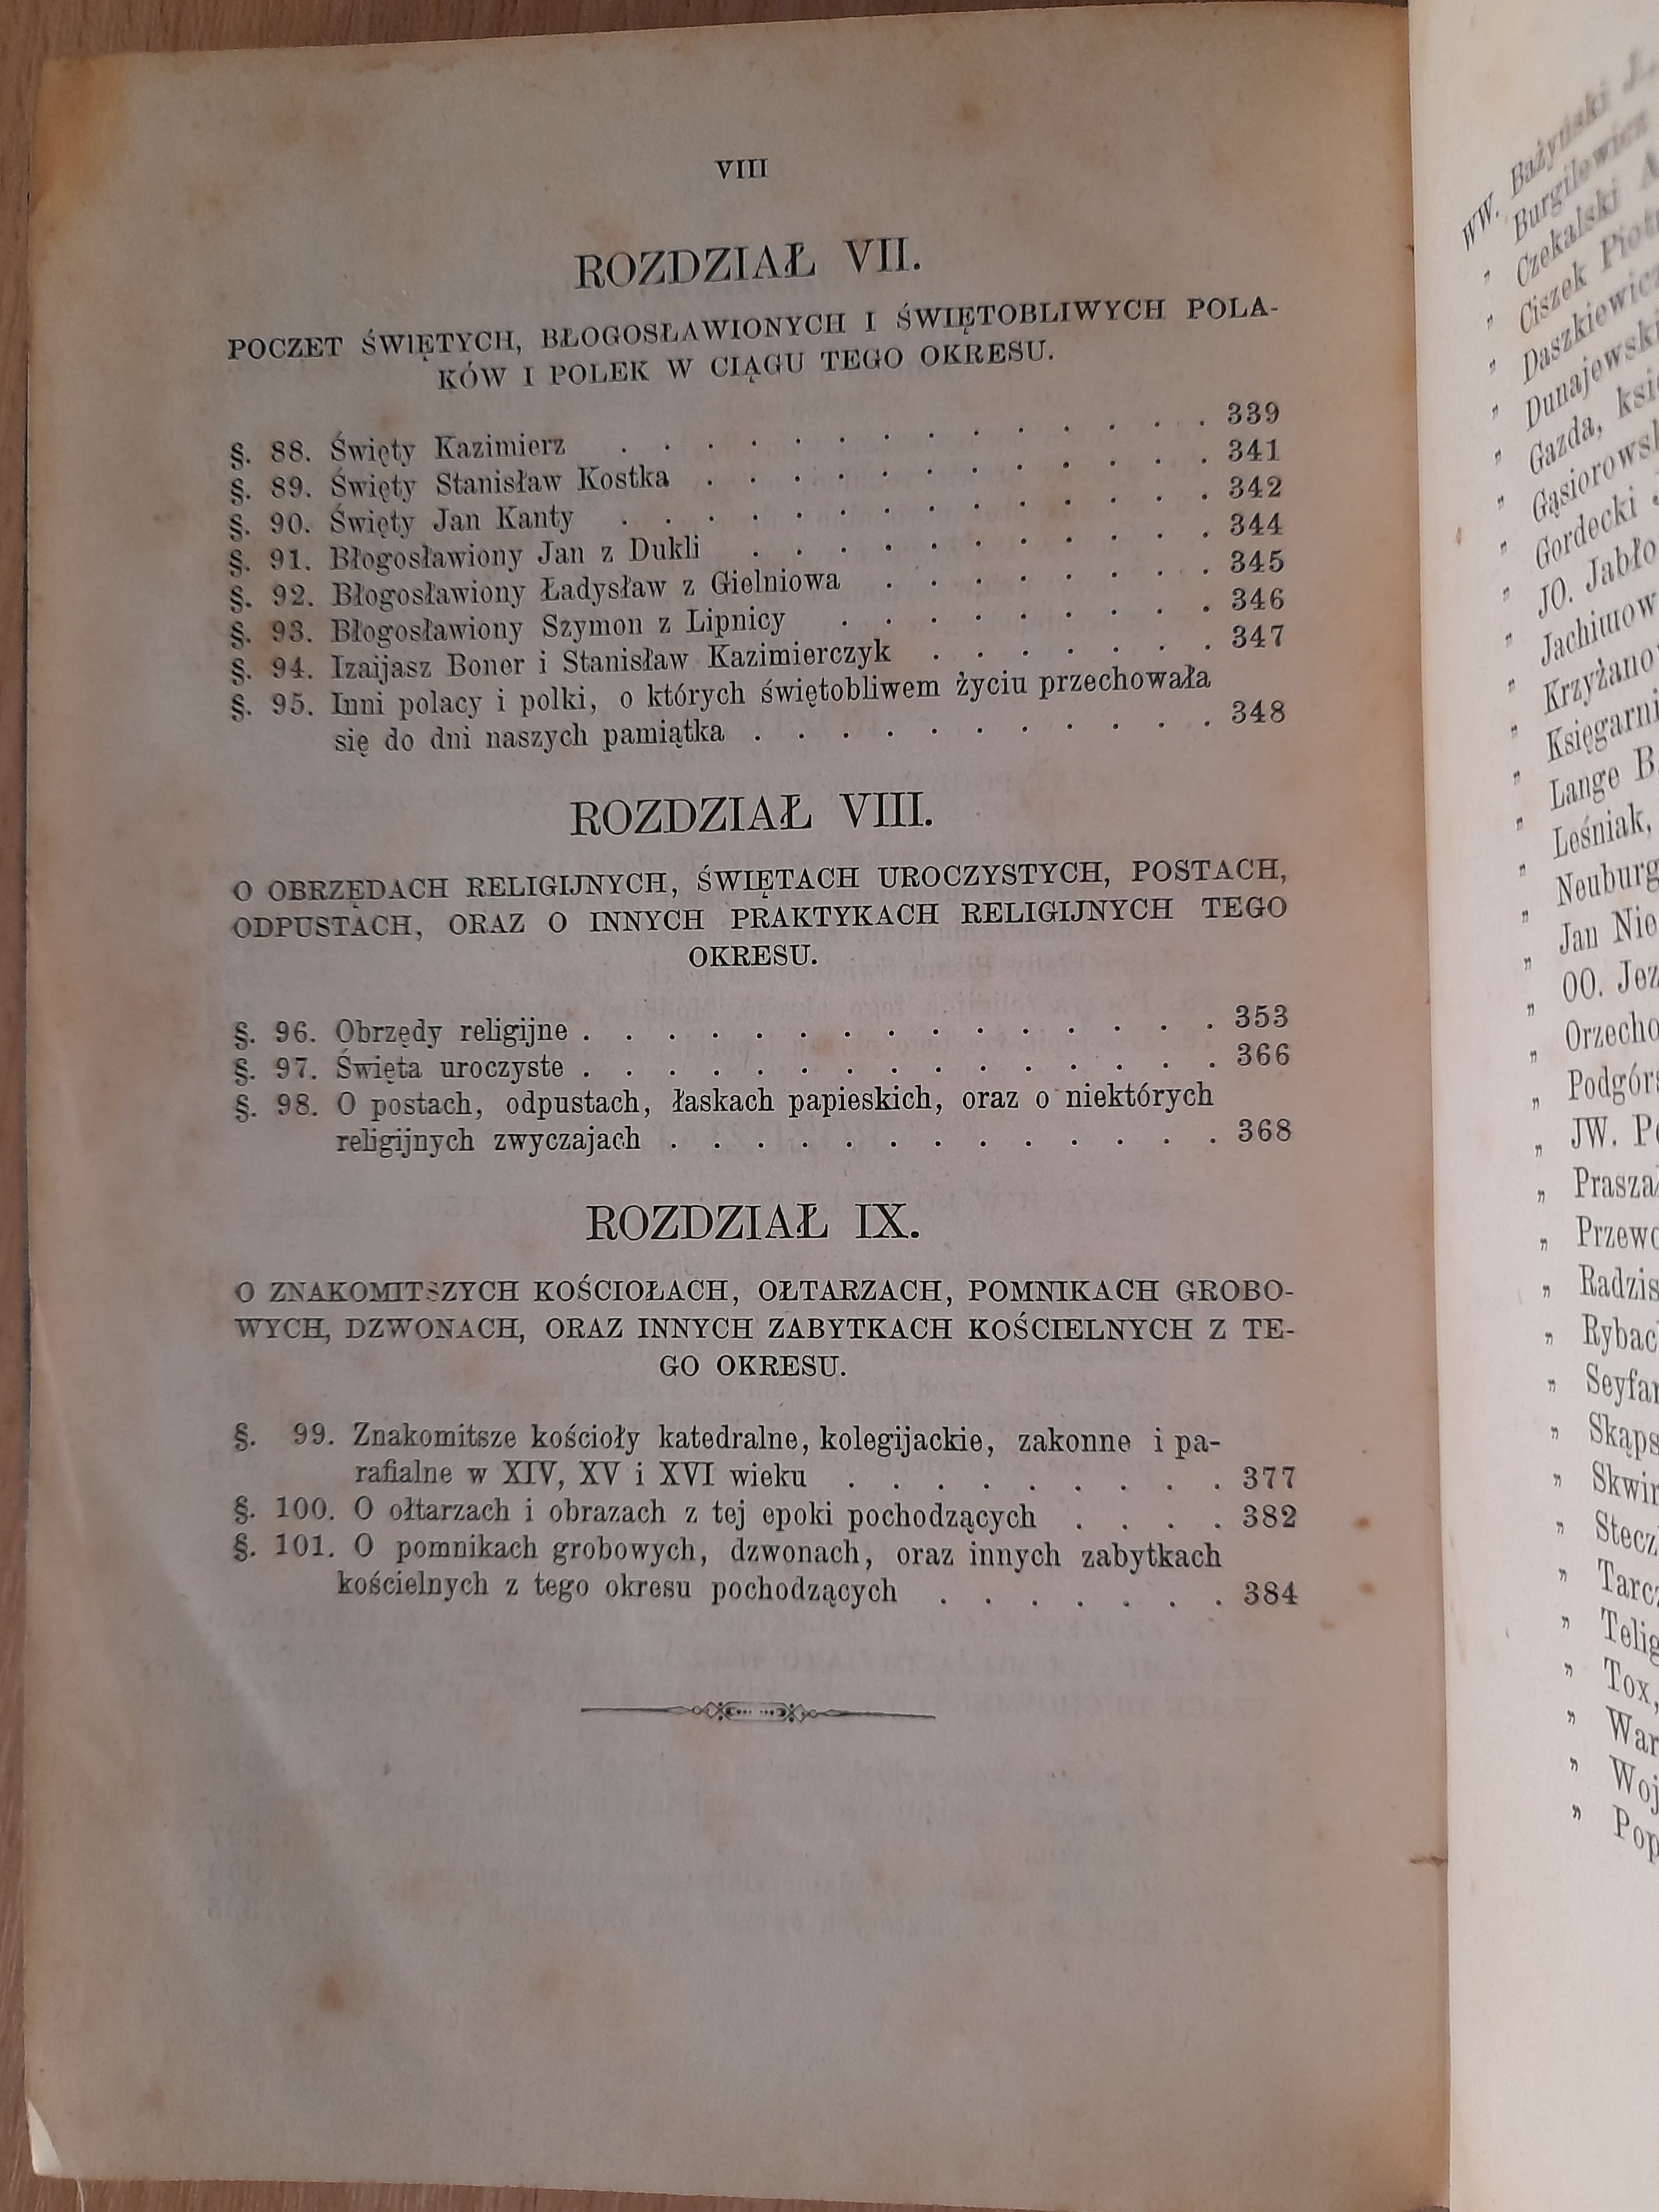 VIII
ROZDZIAŁ VII.
POCZET ŚWIĘTYCH, BŁOGOSŁAWIONYCH I ŚWIĘTOBLIWYCH POLA-
KÓW I POLEK W CIĄGU TEGO OKRESU.
§. 88. Święty Kazimierz . . . . . . . . . . . . . . 339
§. 89. Święty Stanisław Kostka . . . . . . . . . . . . 341
§. 90. Święty Jan Kanty . . . . . . . . . . . . . . 342
§. 91. Błogosławiony Jan z Dukli . . . . . . . . . . . 344
§. 92. Błogosławiony Ładysław z Gielniowa . . . . . . . . 345
§. 93. Błogosławiony Szymon z Lipnicy . . . . . . . . . 346
§. 94. Izaijasz Boner i Stanisław Kazimierczyk . . . . . . . 347
§. 95. Inni polacy i polki, o których świętobliwem życiu przechowała
się do dni naszych pamiątka . . . . . . . . . . . 348
ROZDZIAŁ VIII.
O OBRZĘDACH RELIGIJNYCH, ŚWIĘTACH UROCZYSTYCH, POSTACH,
ODPUSTACH, ORAZ O INNYCH PRAKTYKACH RELIGIJNYCH TEGO
OKRESU.
§. 96. Obrzędy religijne . . . . . . . . . . . . . . . 353
§. 97. Święta uroczyste . . . . . . . . . . . . . . . 366
§. 98. O postach, odpustach, łaskach papieskich, oraz o niektórych
religijnych zwyczajach . . . . . . . . . . . . . 368
ROZDZIAŁ IX.
O ZNAKOMITSZYCH KOŚCIOŁACH, OŁTARZACH, POMNIKACH GROBO-
WYCH, DZWONACH, ORAZ INNYCH ZABYTKACH KOŚCIELNYCH Z TE-
GO OKRESU.
§. 99. Znakomitsze kościoły katedralne, kolegijackie, zakonne i pa-
rafialne w XIV, XV i XVI wieku . . . . . . . . . 377
§. 100. O ołtarzach i obrazach z tej epoki pochodzących . . . . 382
§. 101. O pomnikach grobowych, dzwonach, oraz innych zabytkach
kościelnych z tego okresu pochodzących . . . . . . . 384
WW. Bażyński J.
„ Burgilewicz
„ Czekalski
„ Ciszek
„ Daszkiewicz
„ Dunajewski
„ Gazda,
„ Gąsiorowsk
„ Gordecki
„ JO. Jabło
„ Jachimow
„ Krzyżano
„ Księgarni
„ Lange B.
„ Leśniak,
„ Neuburg
„ Jan Nie
„ OO. Jez
„ Orzecho
„ Podgórs
„ JW. Po
„ Praszał
„ Przewo
„ Radzis
„ Rybac
„ Seyfar
„ Skąps
„ Skwir
„ Stecz
„ Tarcz
„ Telig
„ Tox,
„ War
„ Woj
„ Pop